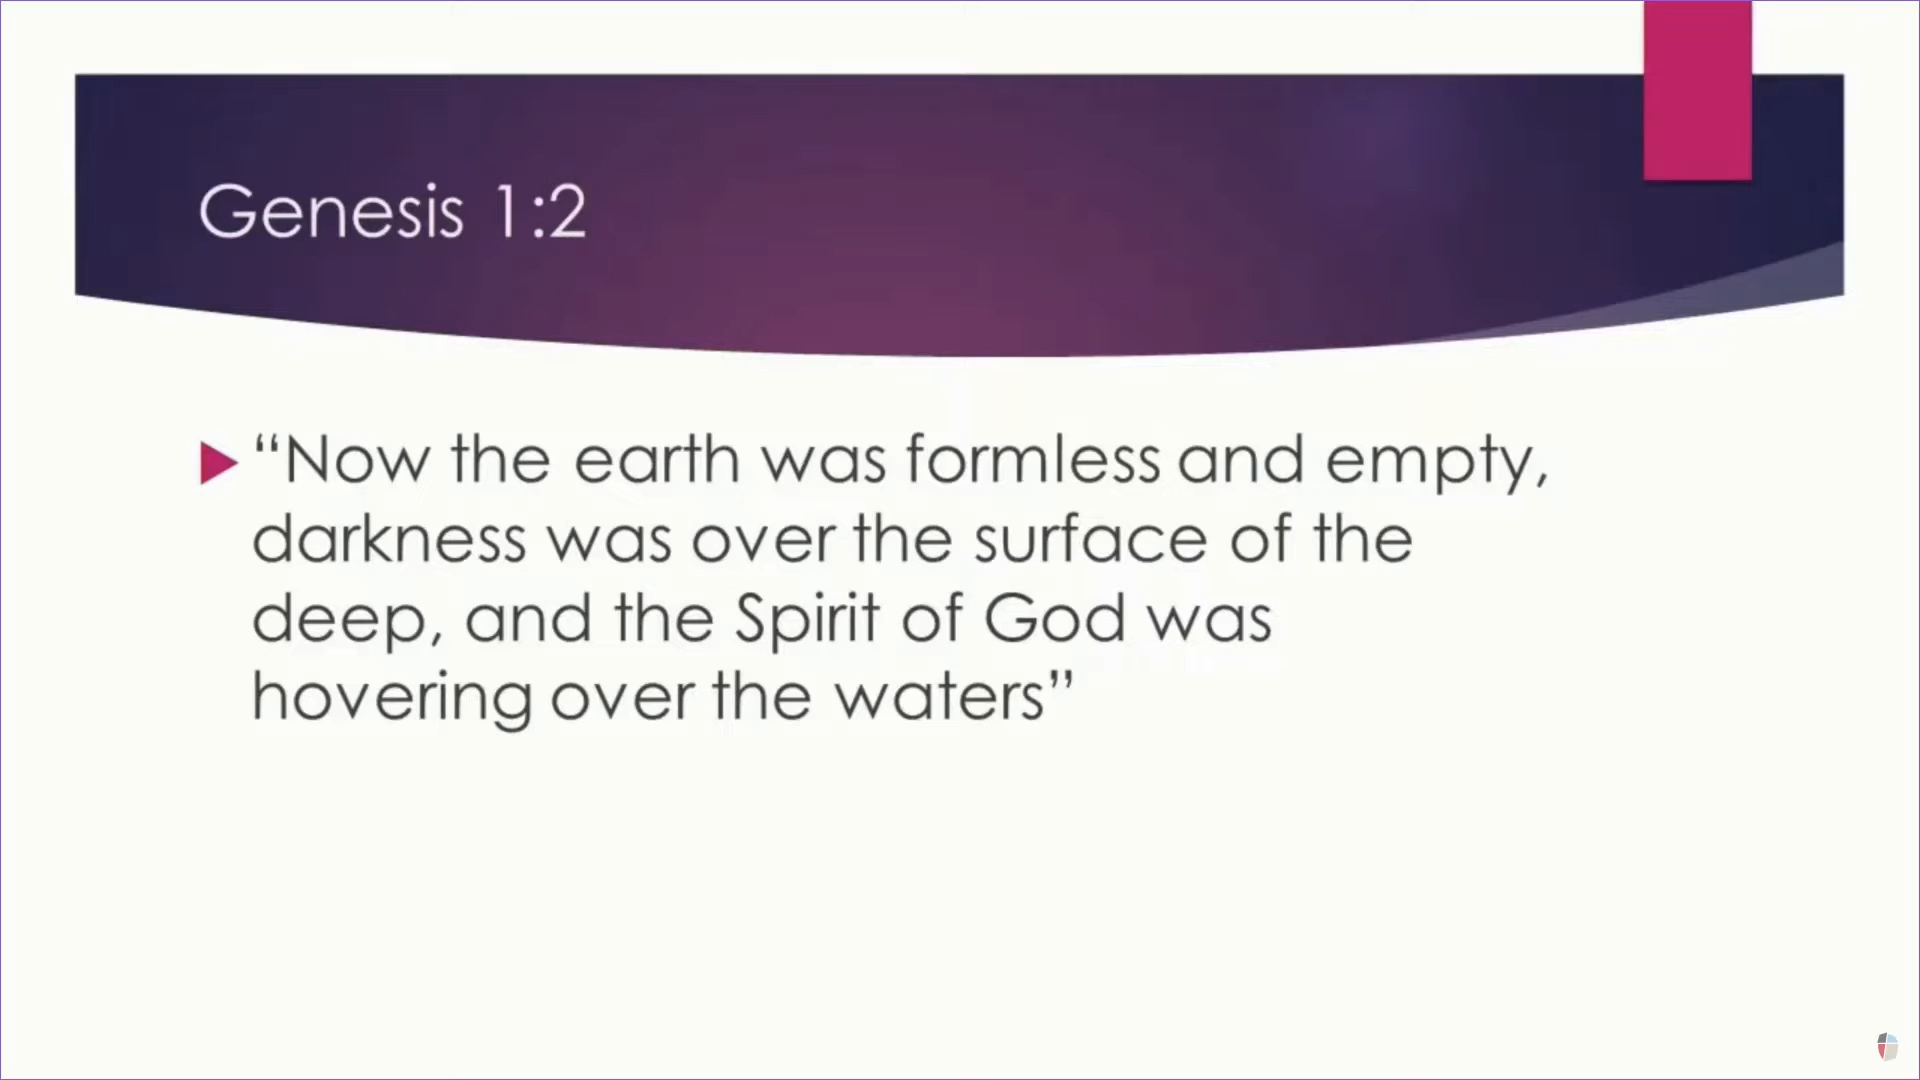 Genesis 1:2
“Now the earth was formless and empty,
darkness was over the surface of the
deep, and the Spirit of God was
hovering over the waters”